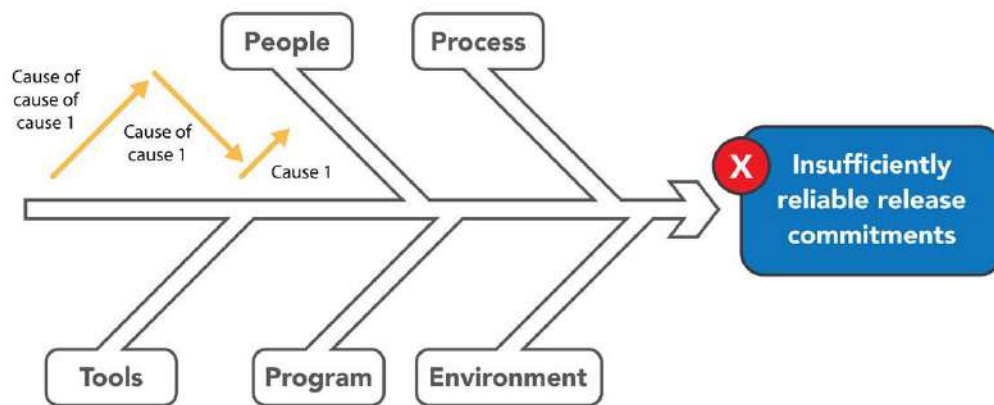 People
Process
Cause of
cause of
cause 1
Cause of
cause 1
Cause 1
X
Insufficiently
reliable release
commitments
Tools
Program
Environment